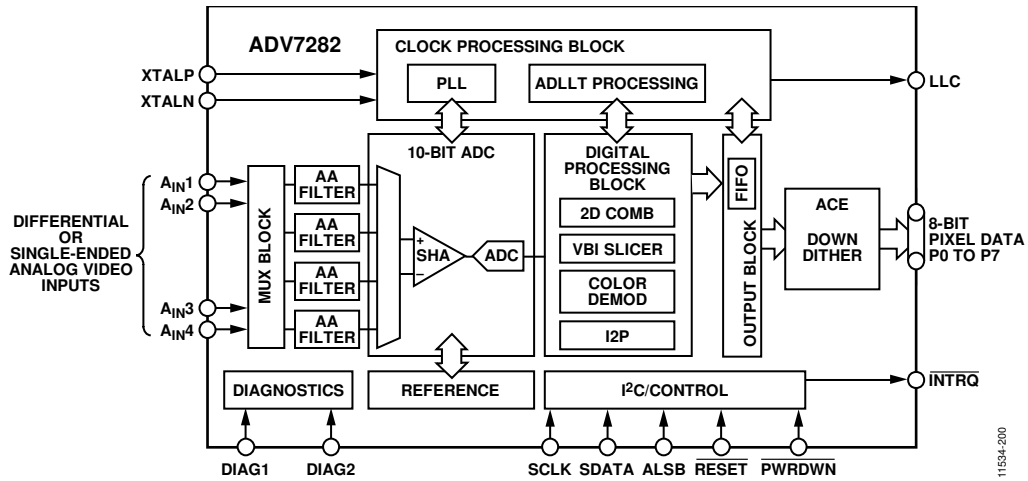 ADV7282
CLOCK PROCESSING BLOCK
PLL
ADLLT PROCESSING
XTALP
XTALN
LLC
10-BIT ADC
DIGITAL
PROCESSING
BLOCK
2D COMB
VBI SLICER
COLOR
DEMOD
I2P
FIFO
OUTPUT BLOCK
ACE
DOWN
DITHER
8-BIT
PIXEL DATA
P0 TO P7
DIFFERENTIAL
OR
SINGLE-ENDED
ANALOG VIDEO
INPUTS
AIN1
AIN2
AIN3
AIN4
MUX BLOCK
AA
FILTER
AA
FILTER
AA
FILTER
AA
FILTER
+
SHA
–
ADC
DIAGNOSTICS
REFERENCE
I2C/CONTROL
INTRQ
DIAG1
DIAG2
SCLK
SDATA
ALSB
RESET
PWRDWN
11534-200